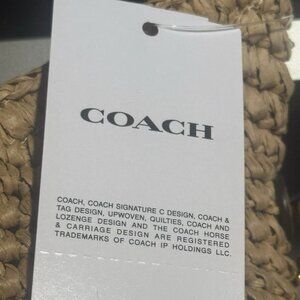 COACH
COACH, COACH SIGNATURE C DESIGN, COACH &
TAG DESIGN, UPWOVEN, QUILTIES, COACH AND
LOZENGE DESIGN AND THE COACH HORSE
& CARRIAGE DESIGN ARE REGISTERED
TRADEMARKS OF COACH IP HOLDINGS LLC.